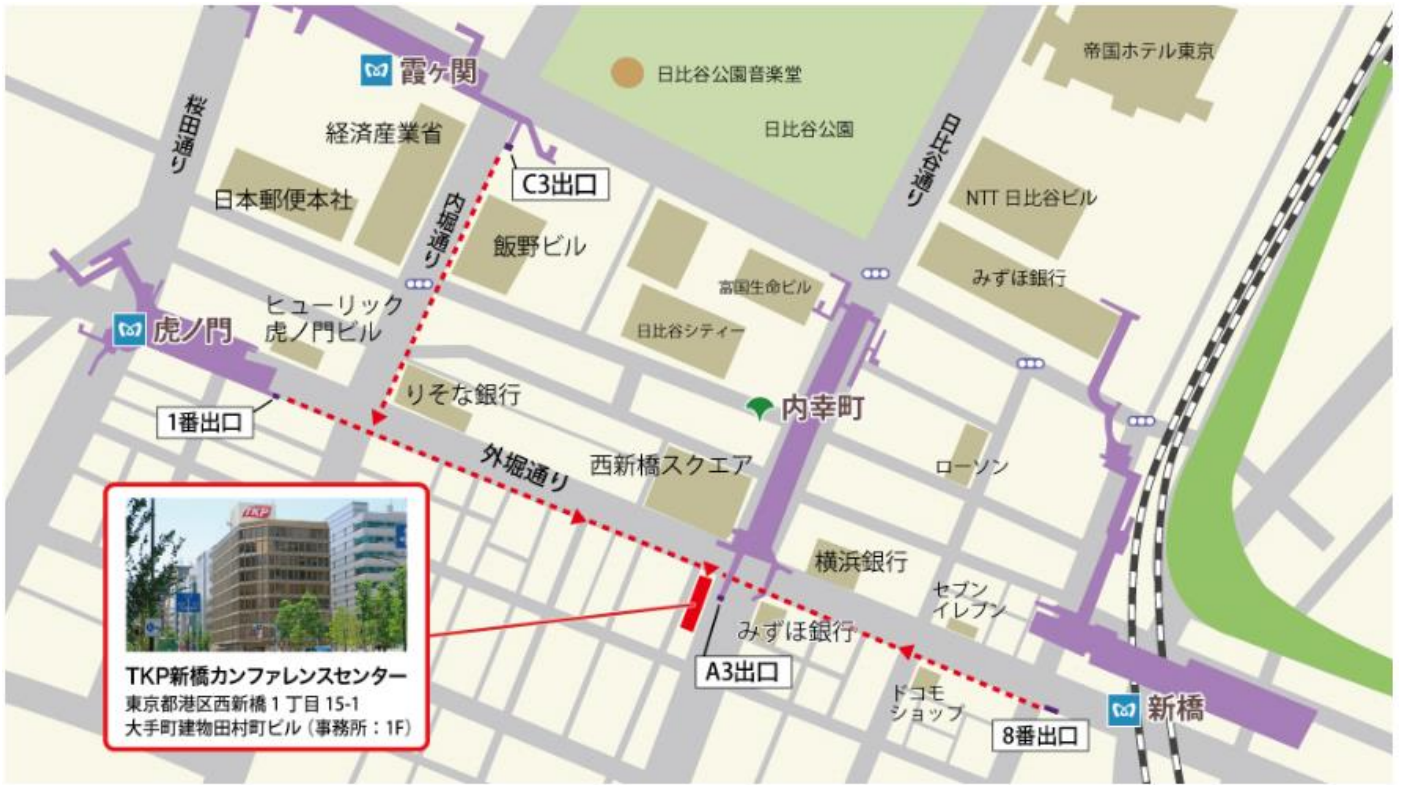 帝国ホテル東京
霞ヶ関
日比谷公園音楽堂
日比谷公園
桜田通り
経済産業省
日比谷通り
C3出口
日本郵便本社
内堀通り
NTT 日比谷ビル
飯野ビル
みずほ銀行
富国生命ビル
ヒューリック
虎ノ門ビル
虎ノ門
日比谷シティー
りそな銀行
内幸町
1番出口
外堀通り
西新橋スクエア
ローソン
TKP
横浜銀行
セブン
イレブン
みずほ銀行
A3出口
TKP新橋カンファレンスセンター
東京都港区西新橋1丁目15-1
大手町建物田村町ビル（事務所：1F）
ドコモ
ショップ
新橋
8番出口